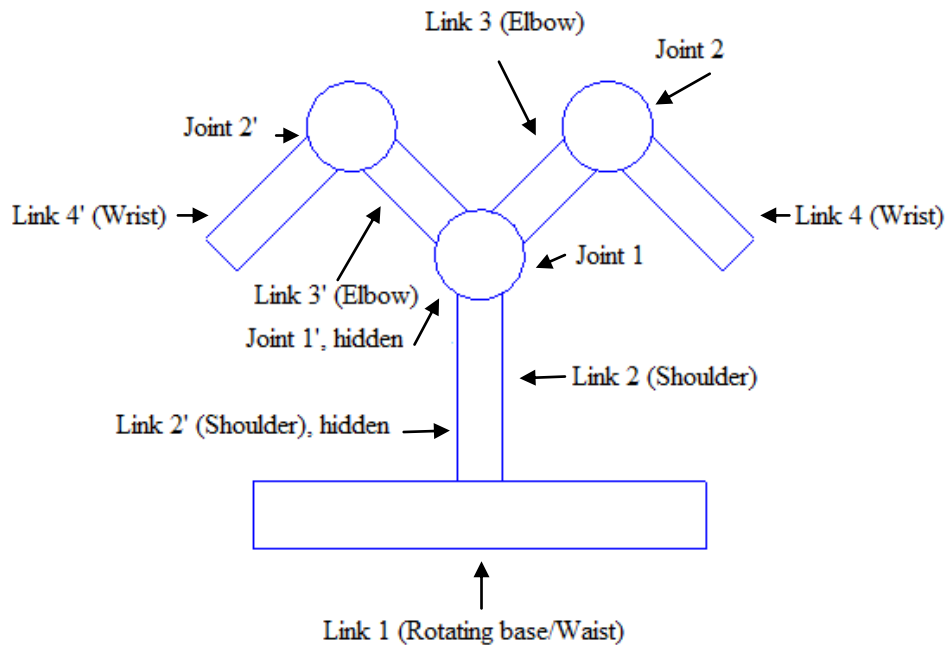 Link 3 (Elbow)
Joint 2
Joint 2'
Link 4' (Wrist)
Link 4 (Wrist)
Joint 1
Link 3' (Elbow)
Joint 1', hidden
Link 2 (Shoulder)
Link 2' (Shoulder), hidden
Link 1 (Rotating base/Waist)